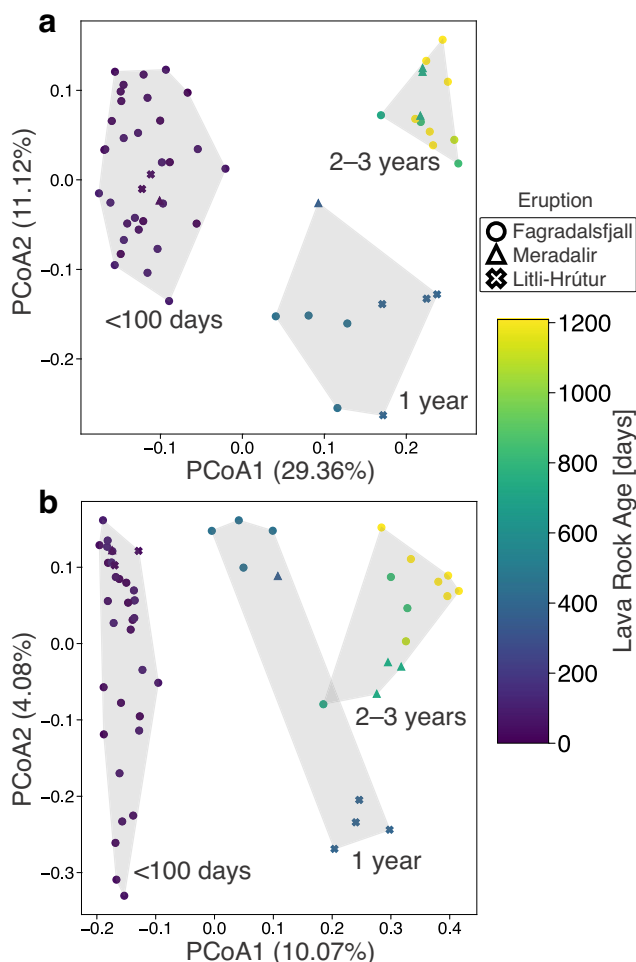 a
0.1
0.0
−0.1
−0.2
PCoA2 (11.12%)
2–3 years
<100 days
1 year
−0.1
0.0
0.1
0.2
PCoA1 (29.36%)
Eruption
Fagradalsfjall
Meradalir
Litli-Hrútur
1200
1000
800
600
400
200
0
Lava Rock Age [days]
b
0.1
0.0
−0.1
−0.2
−0.3
PCoA2 (4.08%)
2–3 years
<100 days
1 year
−0.2
−0.1
0.0
0.1
0.2
0.3
0.4
PCoA1 (10.07%)